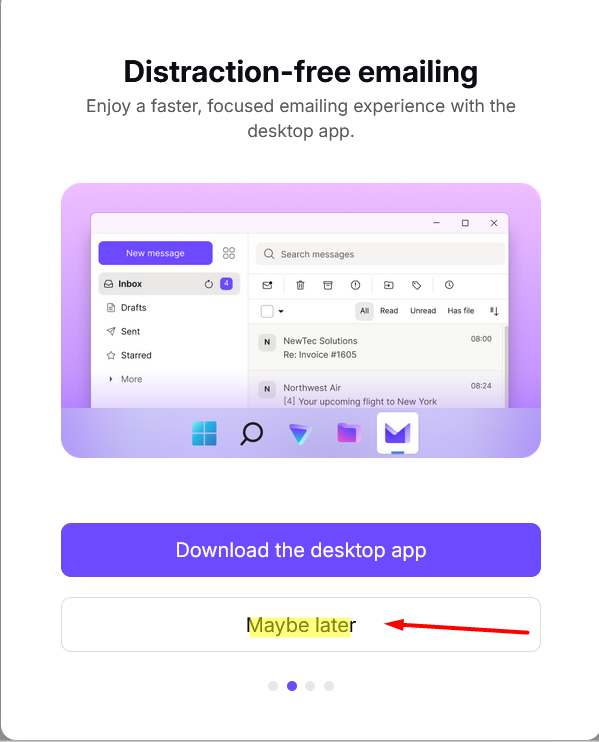 Distraction-free emailing
Enjoy a faster, focused emailing experience with the
desktop app.
New message
Search messages
Inbox
4
Drafts
Sent
Starred
More
All
Read
Unread
Has file
N
NewTec Solutions
08:00
Re: Invoice #1605
N
Northwest Air
08:24
[4] Your upcoming flight to New York
Download the desktop app
Maybe later